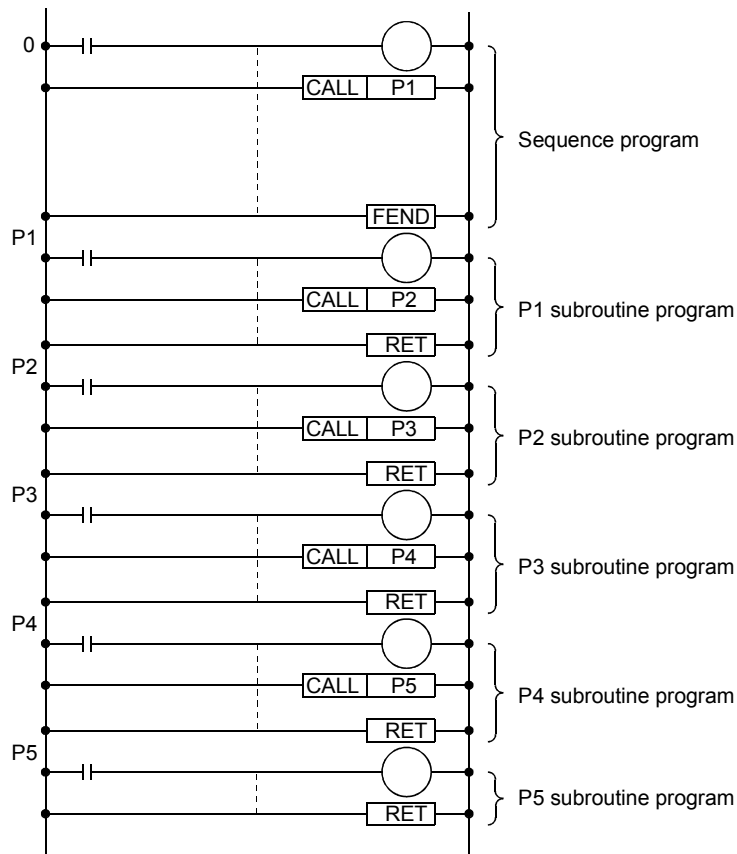 0
CALL P1
Sequence program
FEND
P1
CALL P2
P1 subroutine program
RET
P2
CALL P3
P2 subroutine program
RET
P3
CALL P4
P3 subroutine program
RET
P4
CALL P5
P4 subroutine program
RET
P5
P5 subroutine program
RET